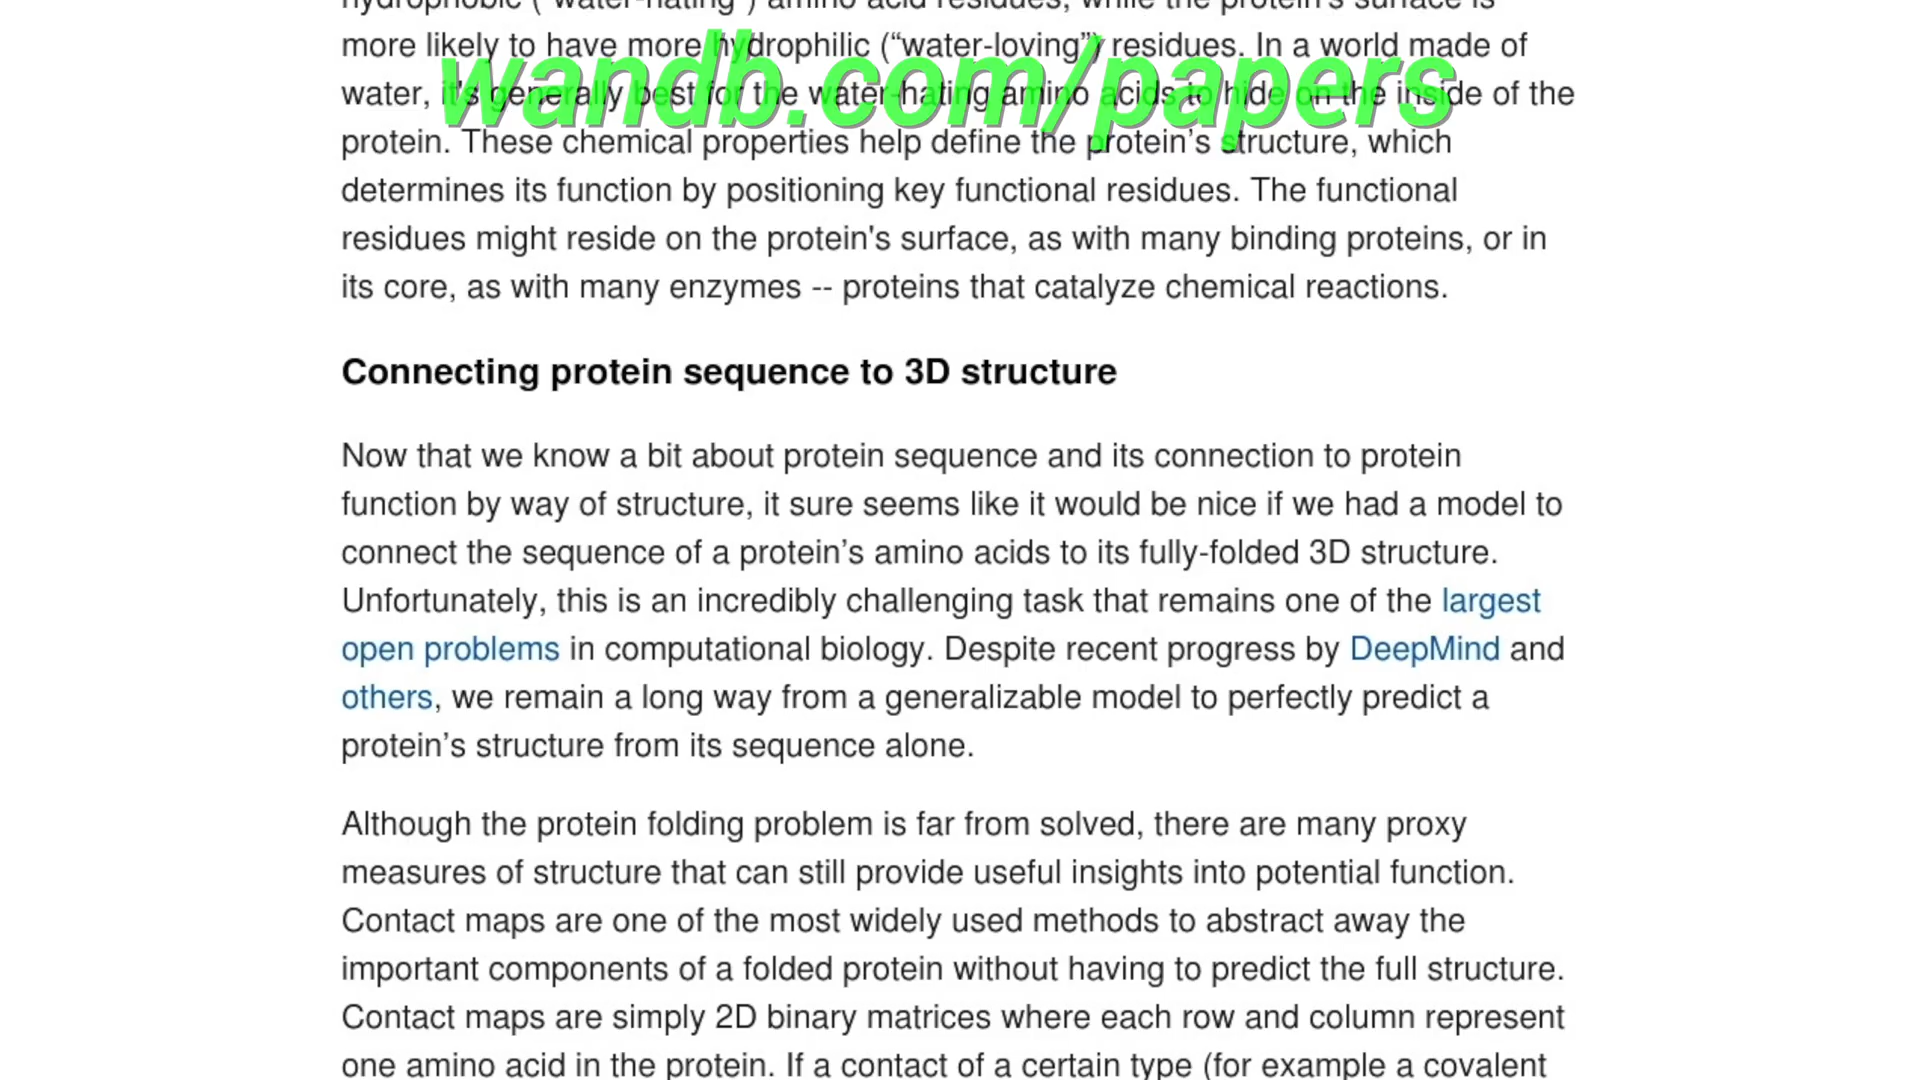 hydrophobic ("water-hating") amino acid residues, while the protein's surface is
more likely to have more hydrophilic (“water-loving”) residues. In a world made of
wandb.com/papers
water, it's generally best for the water-hating amino acids to hide on the inside of the
protein. These chemical properties help define the protein’s structure, which
determines its function by positioning key functional residues. The functional
residues might reside on the protein's surface, as with many binding proteins, or in
its core, as with many enzymes -- proteins that catalyze chemical reactions.
Connecting protein sequence to 3D structure
Now that we know a bit about protein sequence and its connection to protein
function by way of structure, it sure seems like it would be nice if we had a model to
connect the sequence of a protein’s amino acids to its fully-folded 3D structure.
Unfortunately, this is an incredibly challenging task that remains one of the largest
open problems in computational biology. Despite recent progress by DeepMind and
others, we remain a long way from a generalizable model to perfectly predict a
protein’s structure from its sequence alone.
Although the protein folding problem is far from solved, there are many proxy
measures of structure that can still provide useful insights into potential function.
Contact maps are one of the most widely used methods to abstract away the
important components of a folded protein without having to predict the full structure.
Contact maps are simply 2D binary matrices where each row and column represent
one amino acid in the protein. If a contact of a certain type (for example a covalent